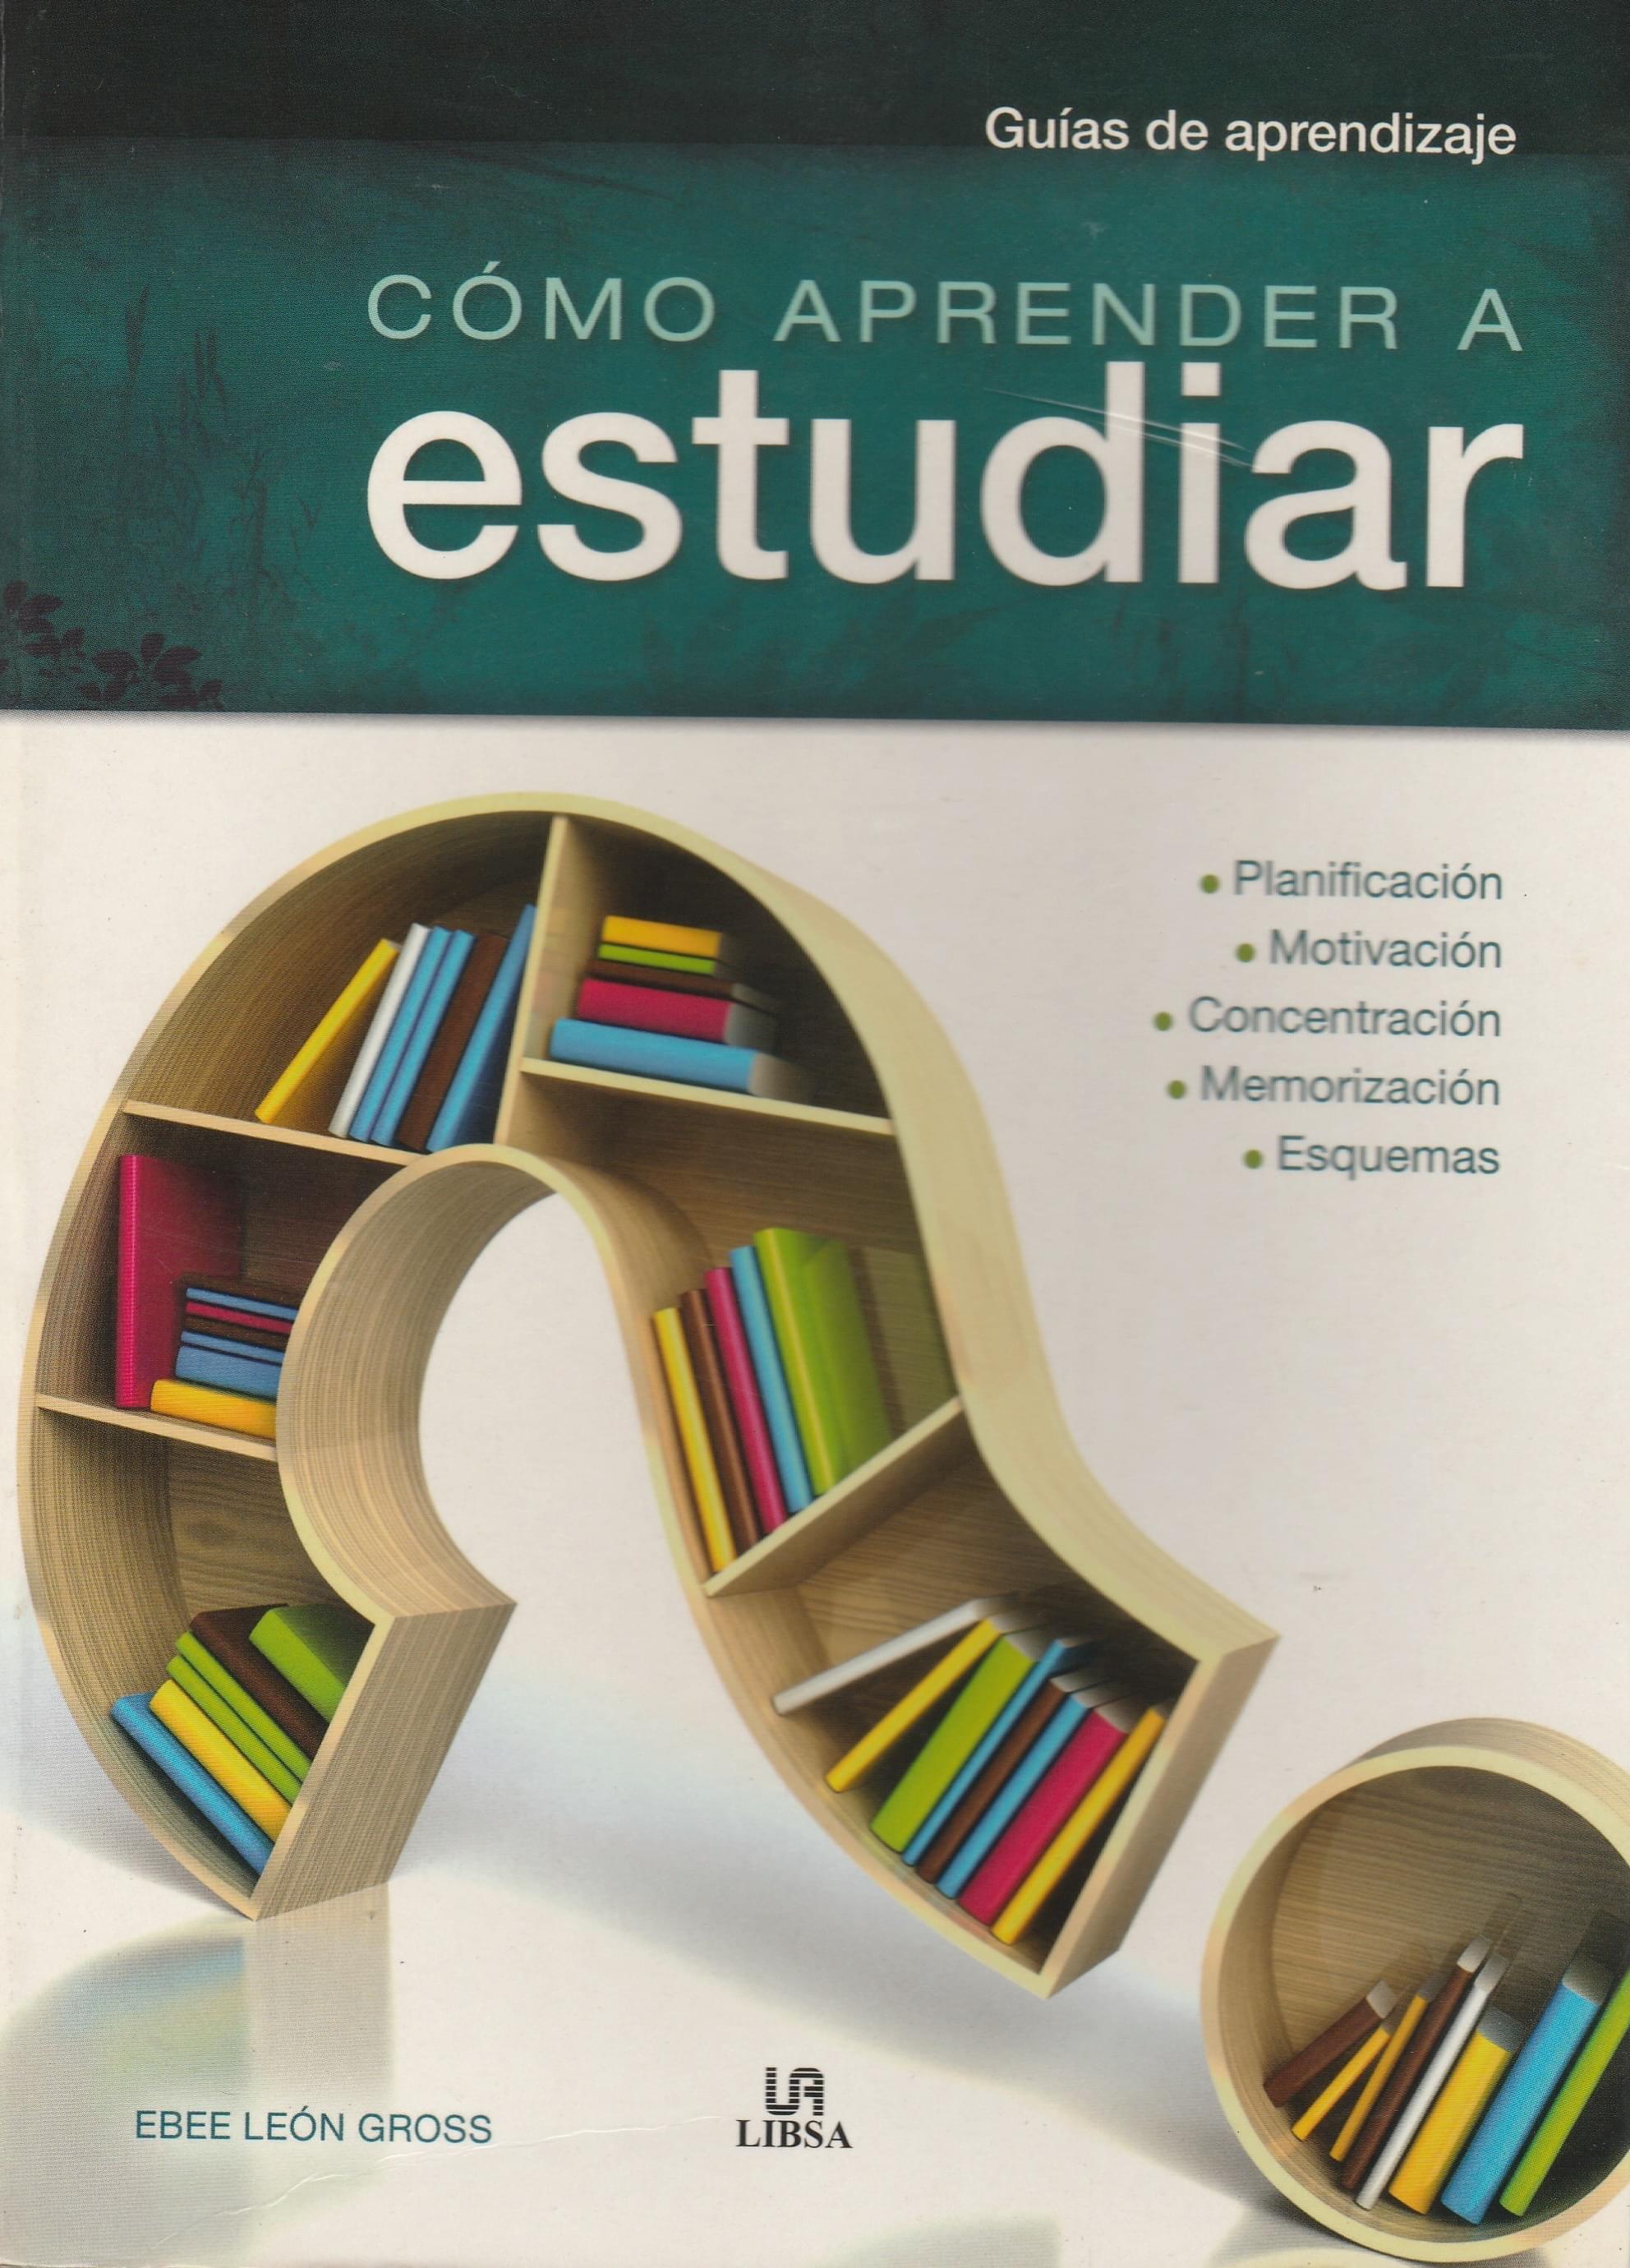 Guías de aprendizaje
CÓMO APRENDER A
estudiar
• Planificación
• Motivación
• Concentración
• Memorización
• Esquemas
EBEE LEÓN GROSS
LIBSA